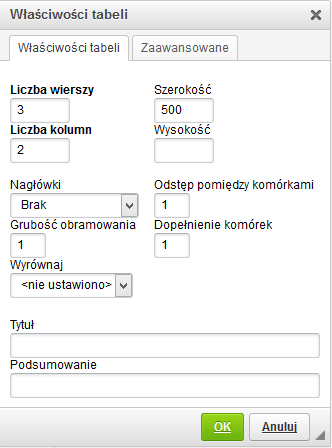 Właściwości tabeli
Właściwości tabeli
Zaawansowane
Liczba wierszy
Szerokość
3
500
Liczba kolumn
Wysokość
2
Nagłówki
Odstęp pomiędzy komórkami
Brak
1
Grubość obramowania
Dopełnienie komórek
1
1
Wyrównaj
<nie ustawiono>
Tytuł
Podsumowanie
OK
Anuluj